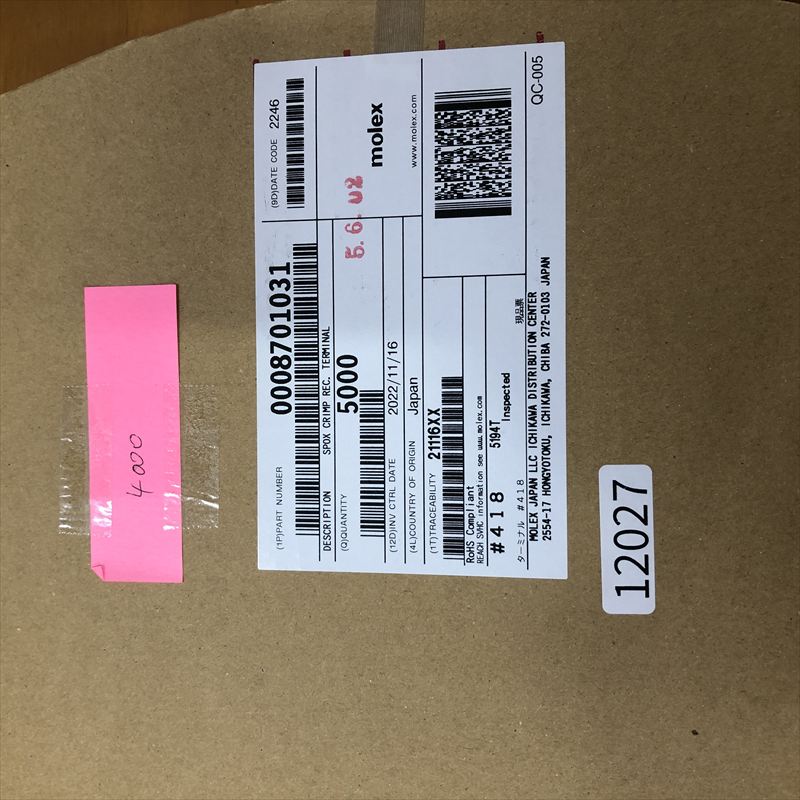 4000
(1P)PART NUMBER 0008701031
(9D)DATE CODE 2246
DESCRIPTION SPOX CRIMP REC. TERMINAL
(Q)QUANTITY 5000
5.6.02
molex
www.molex.com
(12D)INV CTRL DATE 2022/11/16
(4L)COUNTRY OF ORIGIN Japan
(1T)TRACEABILITY 21116XX
RoHS Compliant
REACH SVHC information see www.molex.com
#418 5194T Inspected
ターミナル #418 現品票
MOLEX JAPAN LLC ICHIKAWA DISTRIBUTION CENTER
2554-17 HONGYOTOKU, ICHIKAWA, CHIBA 272-0103 JAPAN
QC-005
12027